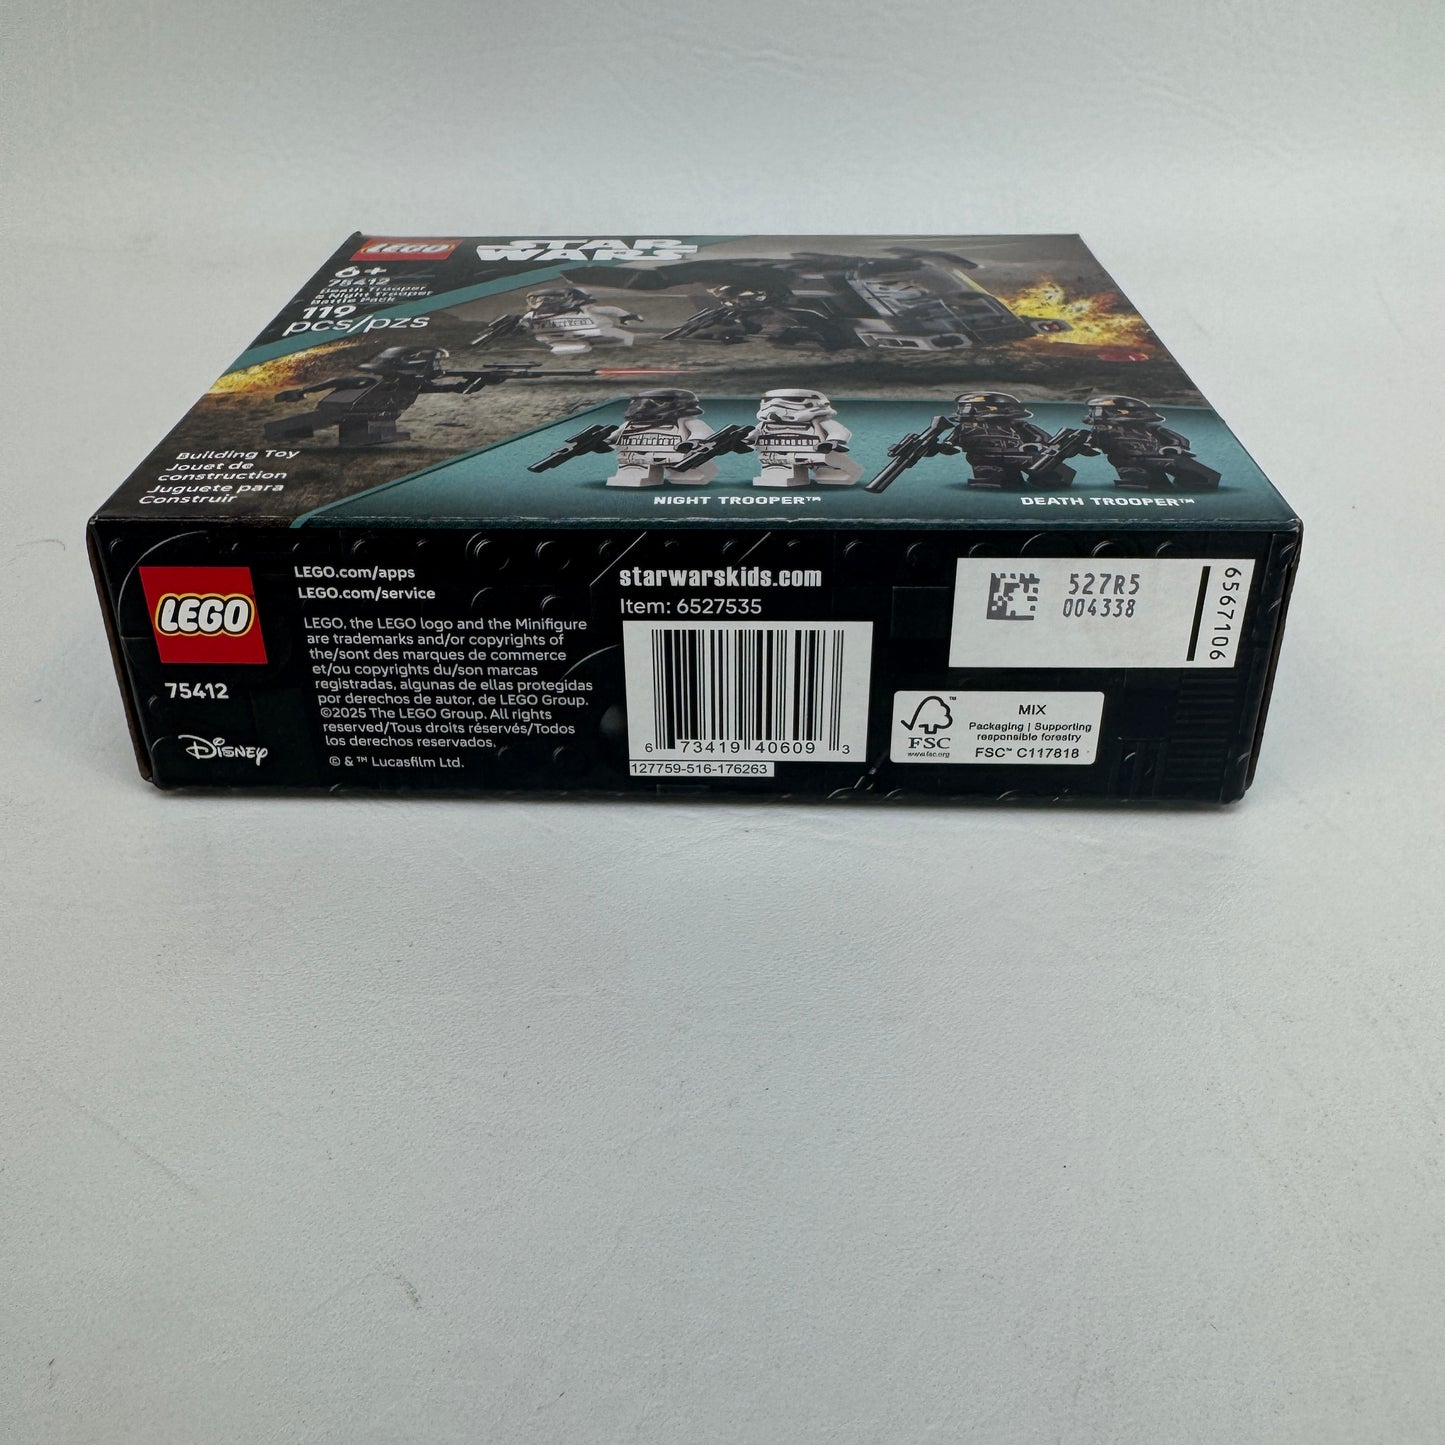 LEGO
STAR
WARS
6+
75412
Death Trooper
& Night Trooper
Battle Pack
119
pcs/pzs
Building Toy
Jouet de
construction
Juguete para
Construir
NIGHT TROOPER™
DEATH TROOPER™
LEGO
75412
Disney
LEGO.com/apps
LEGO.com/service
LEGO, the LEGO logo and the Minifigure
are trademarks and/or copyrights of
the/sont des marques de commerce
et/ou copyrights du/son marcas
registradas, algunas de ellas protegidas
por derechos de autor, de LEGO Group.
©2025 The LEGO Group. All rights
reserved/Tous droits réservés/Todos
los derechos reservados.
© & ™ Lucasfilm Ltd.
starwarskids.com
Item: 6527535
6 73419 40609 3
127759-516-176263
527R5
004338
6567106
FSC
www.fsc.org
™
MIX
Packaging | Supporting
responsible forestry
FSC™ C117818